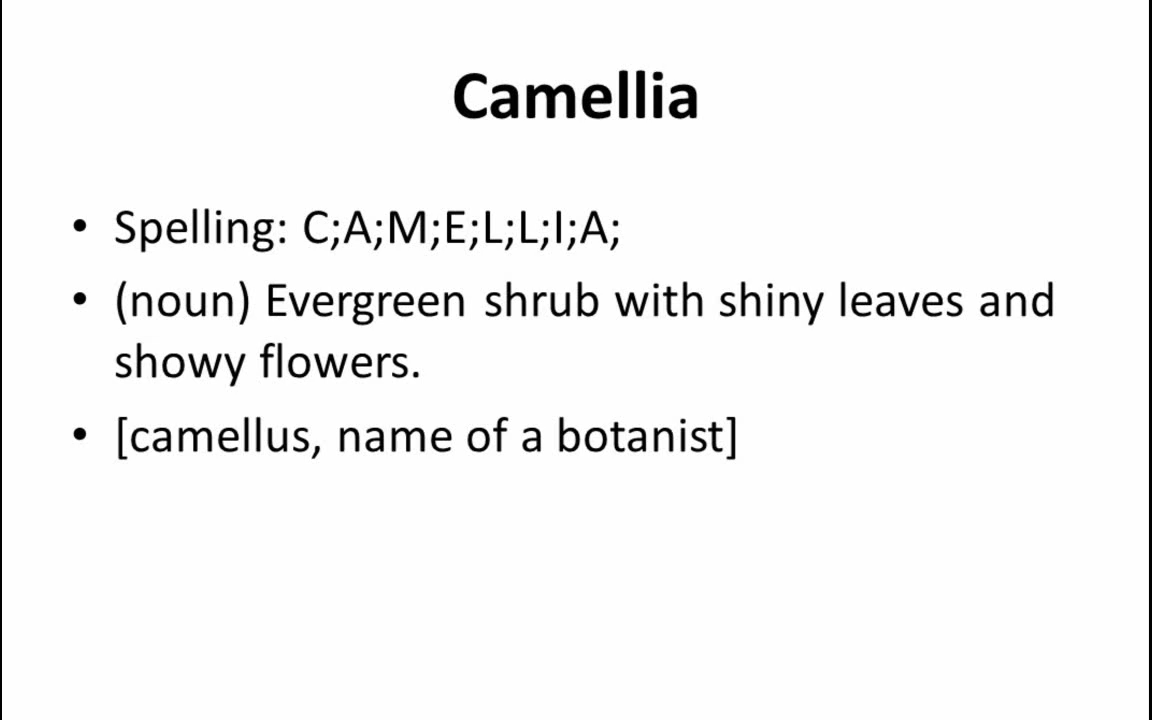 Camellia
• Spelling: C;A;M;E;L;L;I;A;
• (noun) Evergreen shrub with shiny leaves and
showy flowers.
• [camellus, name of a botanist]